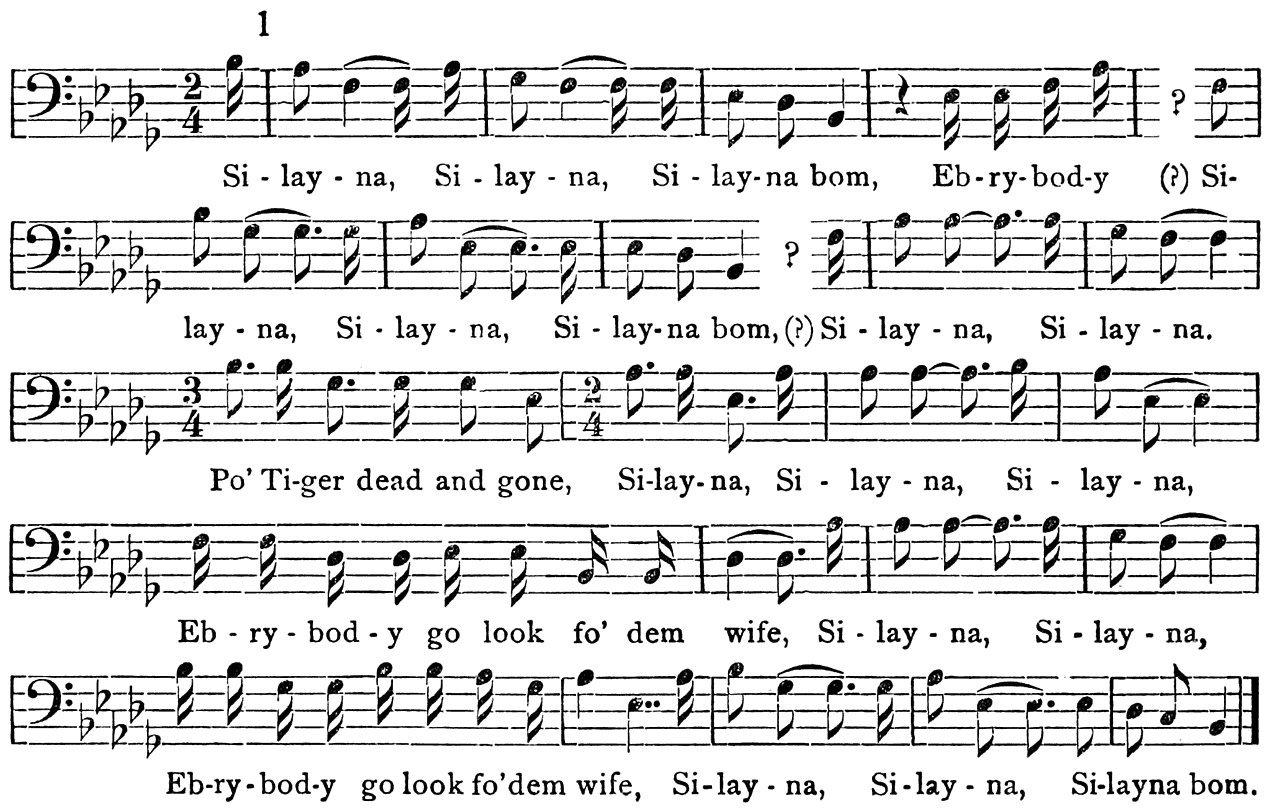 1
2
4
?
Si - lay - na, Si - lay - na, Si - lay-na bom, Eb-ry-bod-y (?) Si-
?
lay - na, Si - lay - na, Si - lay-na bom, (?) Si - lay - na, Si - lay - na.
3
4
2
4
Po' Ti-ger dead and gone, Si-lay-na, Si - lay - na, Si - lay - na,
Eb - ry - bod - y go look fo' dem wife, Si - lay - na, Si - lay - na,
Eb-ry-bod-y go look fo' dem wife, Si-lay - na, Si-lay - na, Si-layna bom.